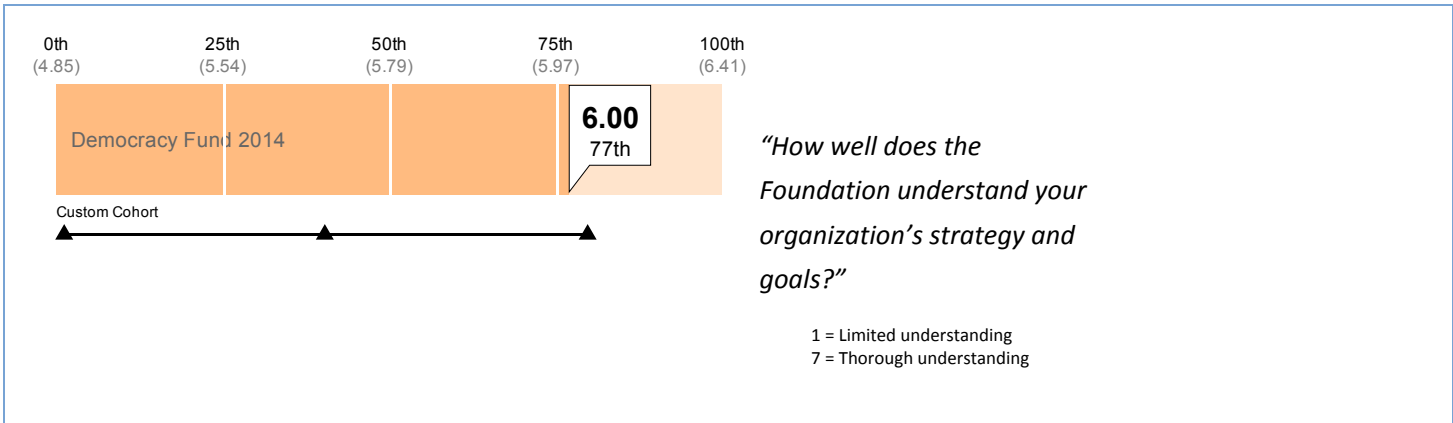 0th 25th 50th 75th 100th
(4.85) (5.54) (5.79) (5.97) (6.41)
6.00
Democracy Fund 2014
77th
Custom Cohort
“How well does the
Foundation understand your
organization’s strategy and
goals?”
1 = Limited understanding
7 = Thorough understanding